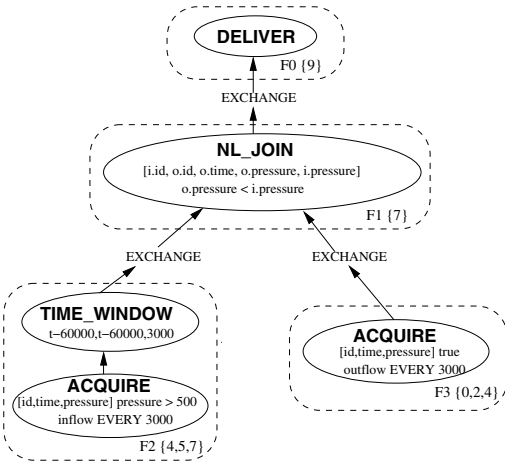 DELIVER
F0 {9}
EXCHANGE
NL_JOIN
[i.id, o.id, o.time, o.pressure, i.pressure]
o.pressure < i.pressure
F1 {7}
EXCHANGE
EXCHANGE
TIME_WINDOW
t−60000,t−60000,3000
ACQUIRE
[id,time,pressure] pressure > 500
inflow EVERY 3000
F2 {4,5,7}
ACQUIRE
[id,time,pressure] true
outflow EVERY 3000
F3 {0,2,4}